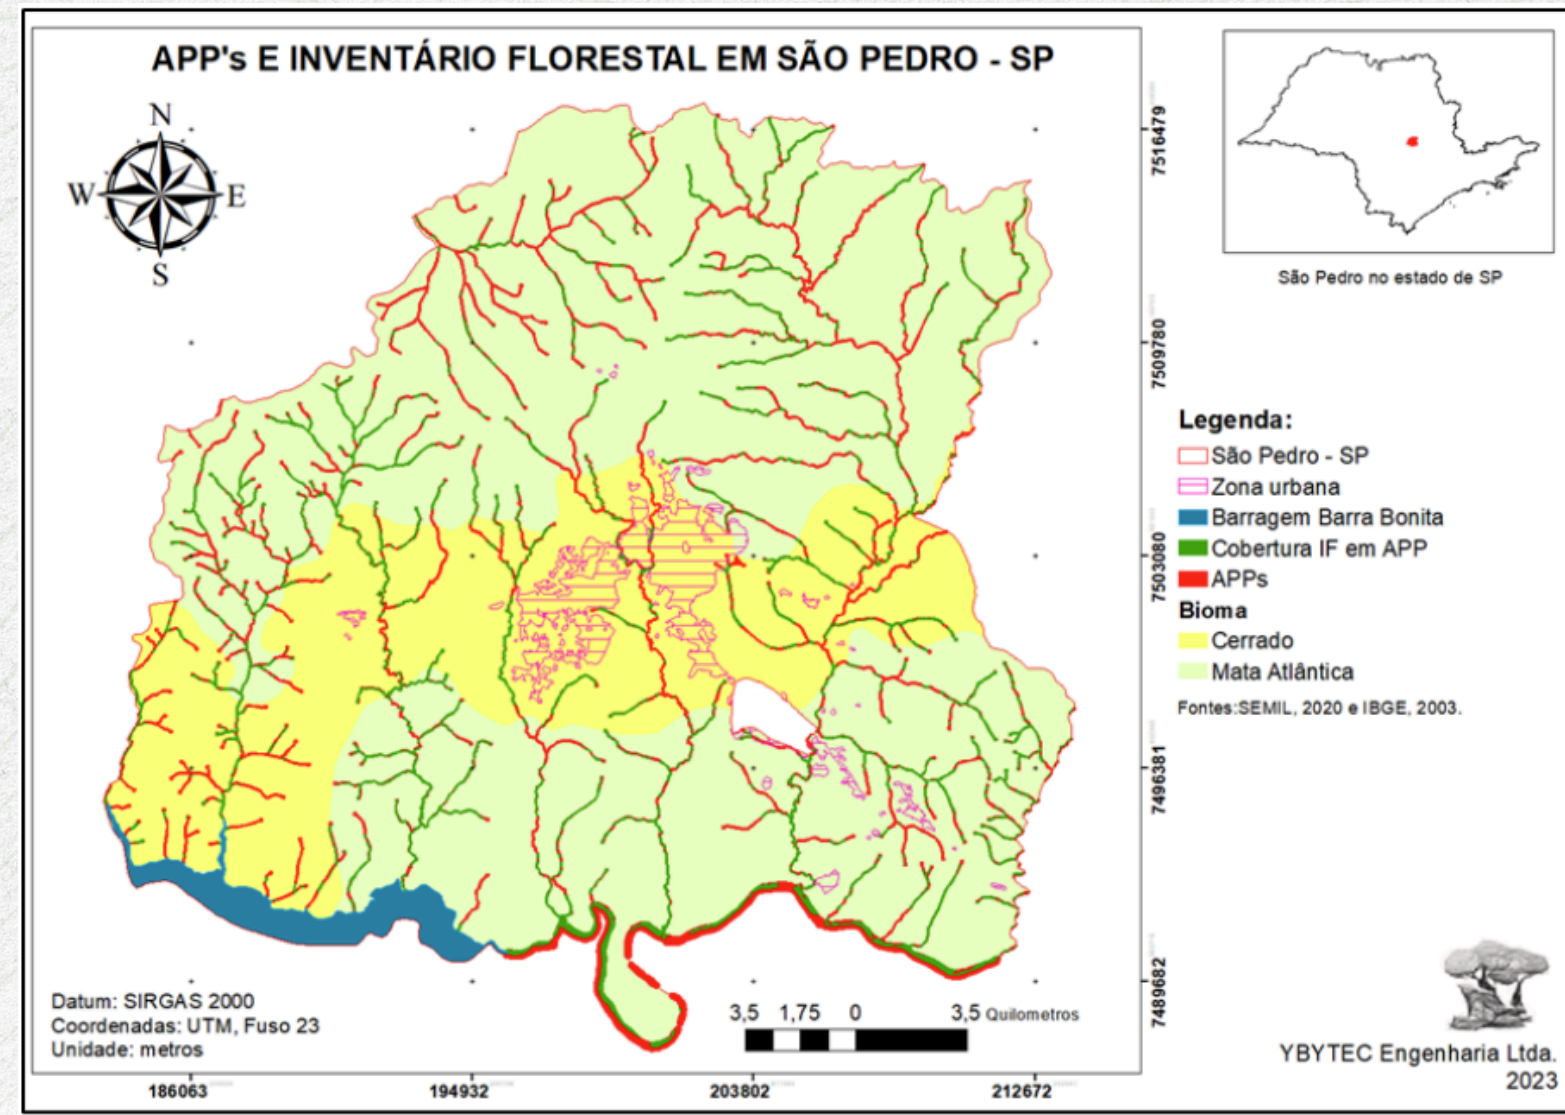 APP's E INVENTÁRIO FLORESTAL EM SÃO PEDRO - SP
N
W
E
S
7516479
7509780
7503080
7496381
7489682
São Pedro no estado de SP
Legenda:
São Pedro - SP
Zona urbana
Barragem Barra Bonita
Cobertura IF em APP
APPs
Bioma
Cerrado
Mata Atlântica
Fontes:SEMIL, 2020 e IBGE, 2003.
Datum: SIRGAS 2000
Coordenadas: UTM, Fuso 23
Unidade: metros
3,5 1,75 0 3,5 Quilometros
186063 194932 203802 212672
YBYTEC Engenharia Ltda.
2023